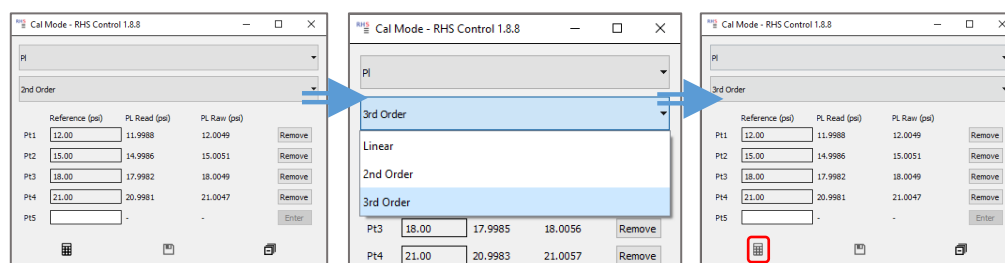 RHS Cal Mode - RHS Control 1.8.8
Pl
2nd Order
Reference (psi) PL Read (psi) PL Raw (psi)
Pt1 12.00 11.9988 12.0049 Remove
Pt2 15.00 14.9986 15.0051 Remove
Pt3 18.00 17.9982 18.0049 Remove
Pt4 21.00 20.9981 21.0047 Remove
Pt5 - - Enter
RHS Cal Mode - RHS Control 1.8.8
Pl
3rd Order
Linear
2nd Order
3rd Order
Pt3 18.00 17.9985 18.0056 Remove
Pt4 21.00 20.9983 21.0057 Remove
RHS Cal Mode - RHS Control 1.8.8
Pl
3rd Order
Reference (psi) PL Read (psi) PL Raw (psi)
Pt1 12.00 11.9988 12.0049 Remove
Pt2 15.00 14.9986 15.0051 Remove
Pt3 18.00 17.9982 18.0049 Remove
Pt4 21.00 20.9981 21.0047 Remove
Pt5 - - Enter